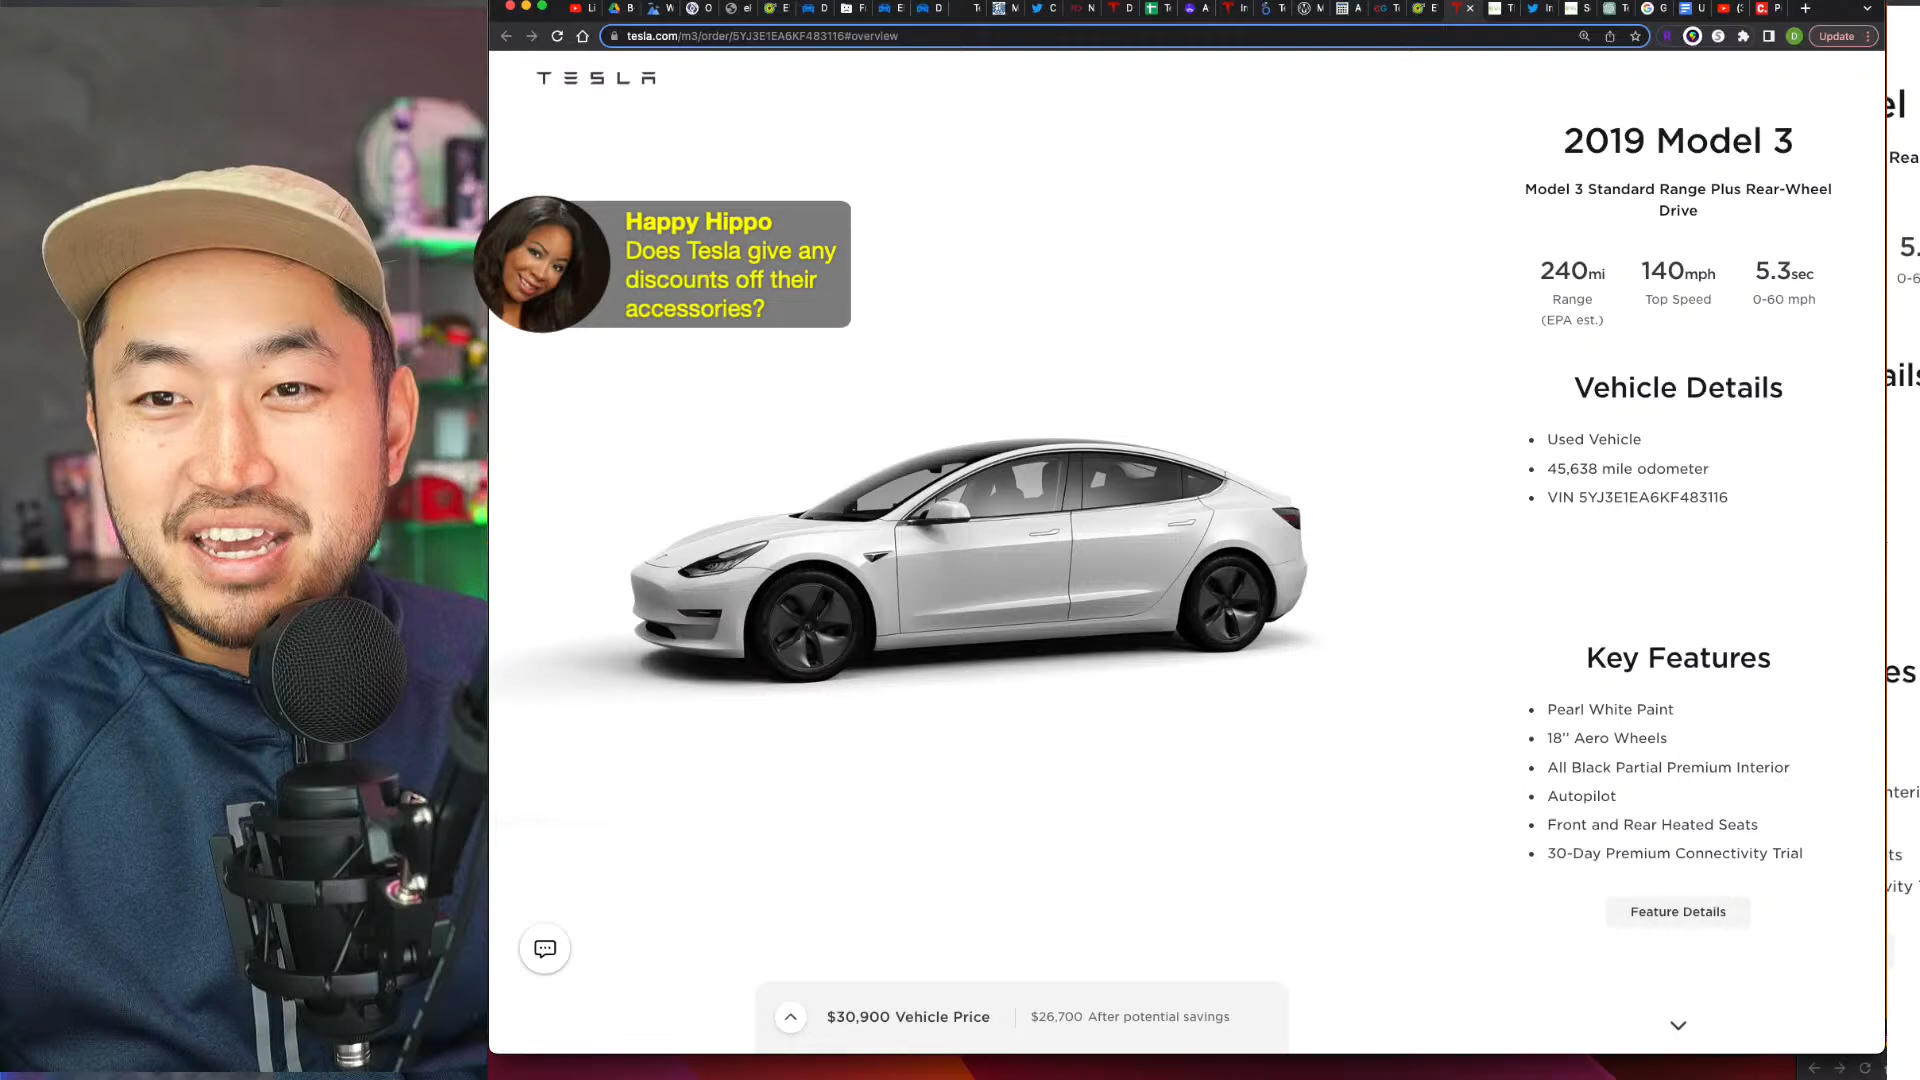 tesla.com/m3/order/5YJ3E1EA6KF483116#overview
Update
TESLA
2019 Model 3
Model 3 Standard Range Plus Rear-Wheel
Drive
240mi
140mph
5.3sec
Range
(EPA est.)
Top Speed
0-60 mph
Happy Hippo
Does Tesla give any
discounts off their
accessories?
Vehicle Details
• Used Vehicle
• 45,638 mile odometer
• VIN 5YJ3E1EA6KF483116
Key Features
• Pearl White Paint
• 18" Aero Wheels
• All Black Partial Premium Interior
• Autopilot
• Front and Rear Heated Seats
• 30-Day Premium Connectivity Trial
Feature Details
$30,900 Vehicle Price
$26,700 After potential savings